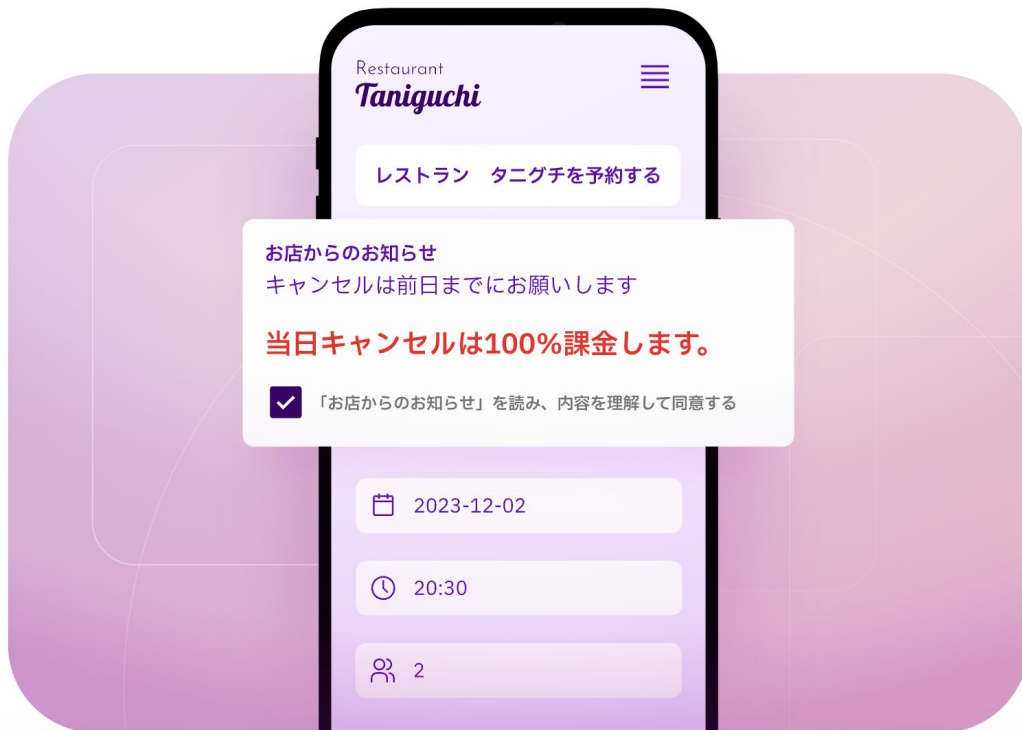 Restaurant
Taniguchi
レストラン　タニグチを予約する
お店からのお知らせ
キャンセルは前日までにお願いします
当日キャンセルは100%課金します。
「お店からのお知らせ」を読み、内容を理解して同意する
2023-12-02
20:30
2